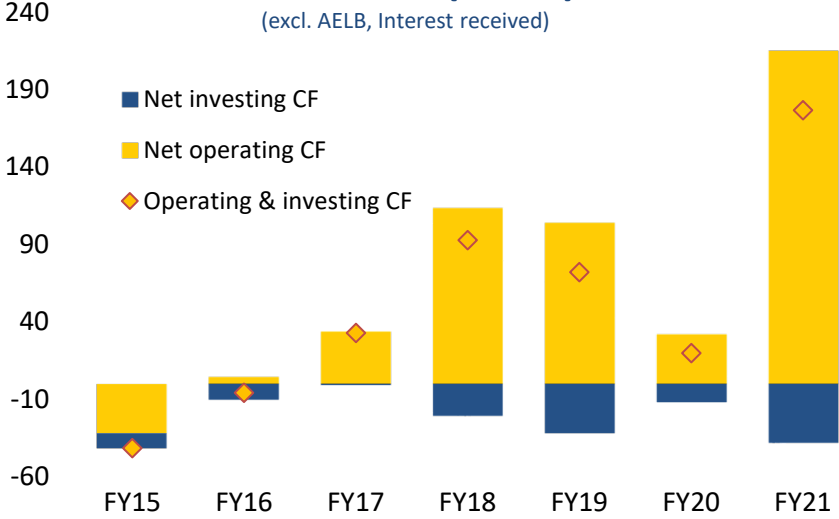 (excl. AELB, Interest received)
240
190
140
90
40
-10
-60
Net investing CF
Net operating CF
Operating & investing CF
FY15 FY16 FY17 FY18 FY19 FY20 FY21